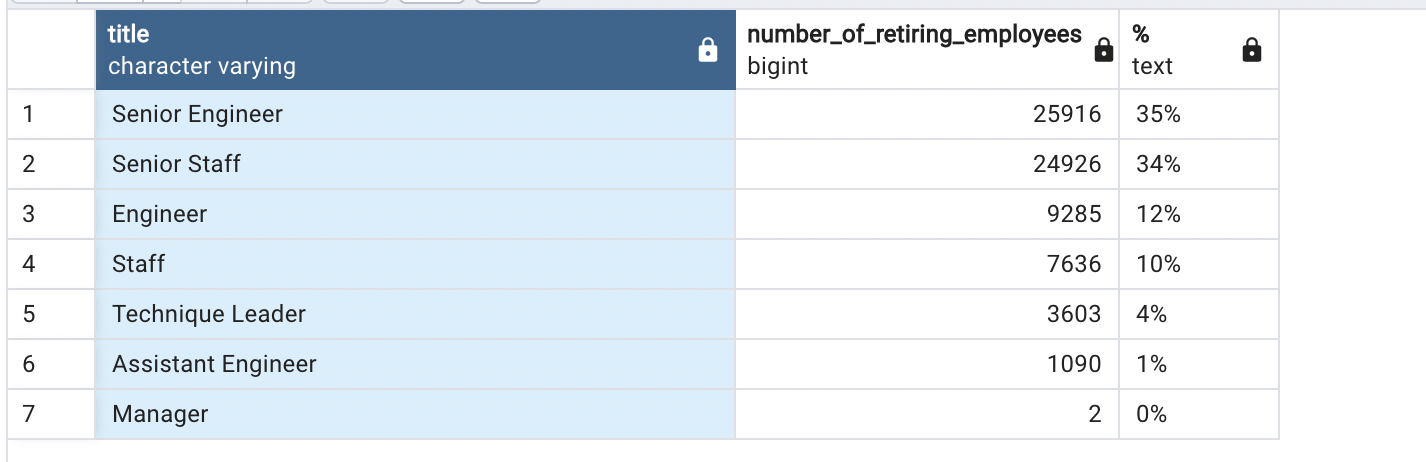 title number_of_retiring_employees %
character varying bigint text
1 Senior Engineer 25916 35%
2 Senior Staff 24926 34%
3 Engineer 9285 12%
4 Staff 7636 10%
5 Technique Leader 3603 4%
6 Assistant Engineer 1090 1%
7 Manager 2 0%